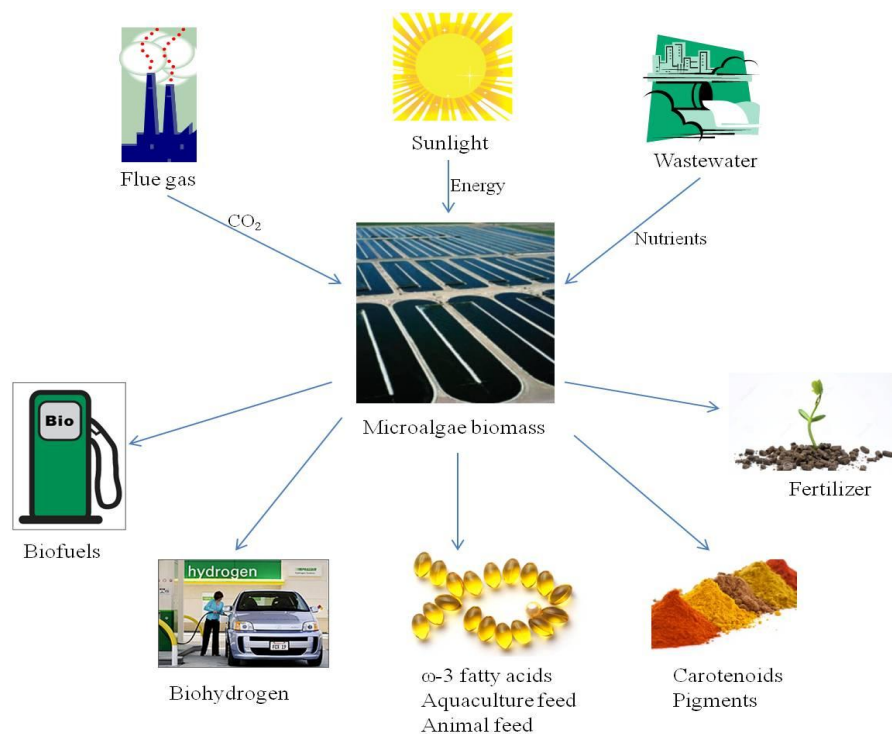 Flue gas
Sunlight
Wastewater
CO₂
Energy
Nutrients
Microalgae biomass
Bio
Biofuels
hydrogen
Biohydrogen
ω-3 fatty acids
Aquaculture feed
Animal feed
Carotenoids
Pigments
Fertilizer